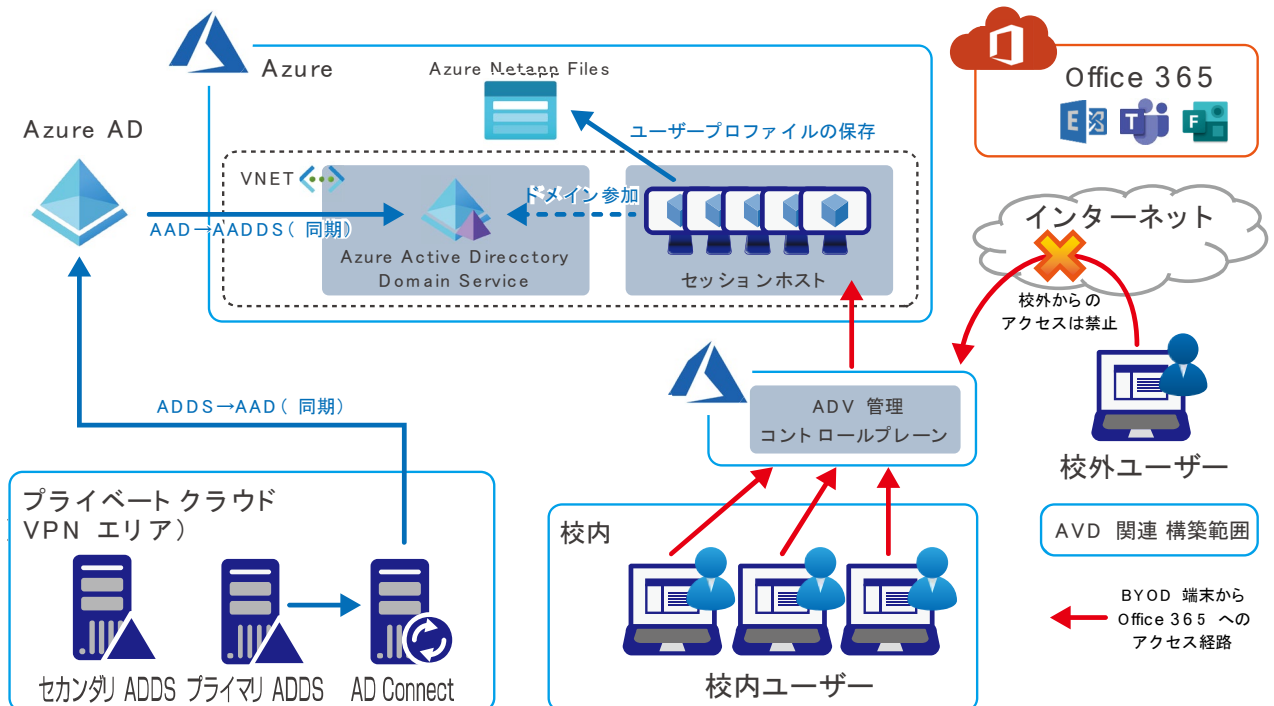 Azure
Azure Netapp Files
Office 365
E
T
F
Azure AD
ユーザープロファイルの保存
VNET
ドメイン参加
AAD→AADDS( 同期)
Azure Active Direcctory
Domain Service
セッションホスト
インターネット
校外からの
アクセスは禁止
ADV 管理
コントロールプレーン
ADDS→AAD( 同期)
校外ユーザー
プライベートクラウド
VPN エリア)
校内
AVD 関連 構築範囲
BYOD 端末から
Office 365 への
アクセス経路
セカンダリ ADDS
プライマリ ADDS
AD Connect
校内ユーザー